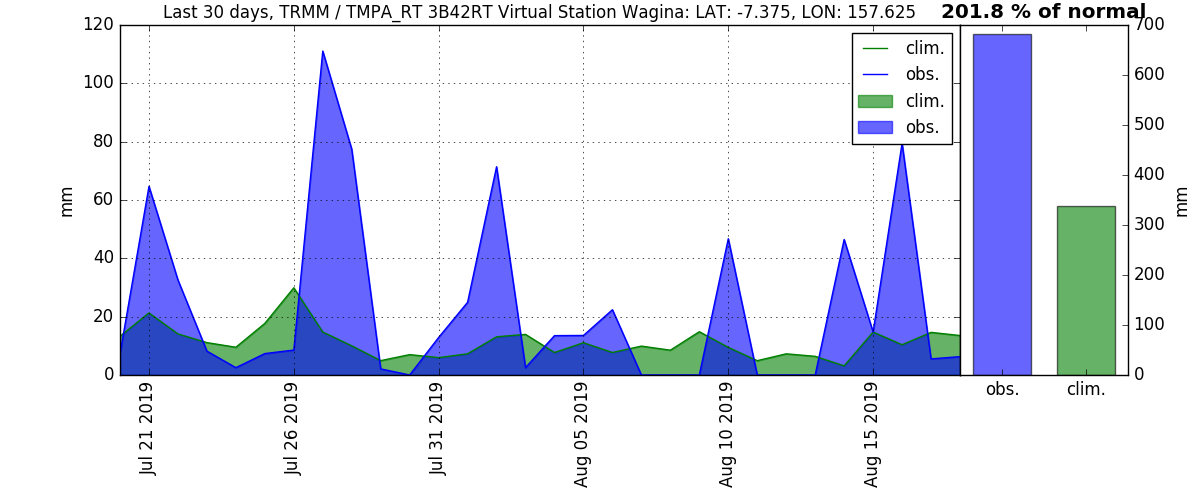 Last 30 days, TRMM / TMPA_RT 3B42RT Virtual Station Wagina: LAT: -7.375, LON: 157.625
201.8 % of normal
mm
120
100
80
60
40
20
0
clim.
obs.
clim.
obs.
Jul 21 2019
Jul 26 2019
Jul 31 2019
Aug 05 2019
Aug 10 2019
Aug 15 2019
700
600
500
400
300
200
100
0
mm
obs.
clim.